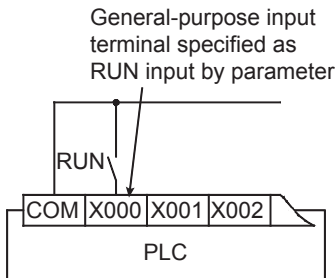 General-purpose input
terminal specified as
RUN input by parameter
RUN
COM X000 X001 X002
PLC